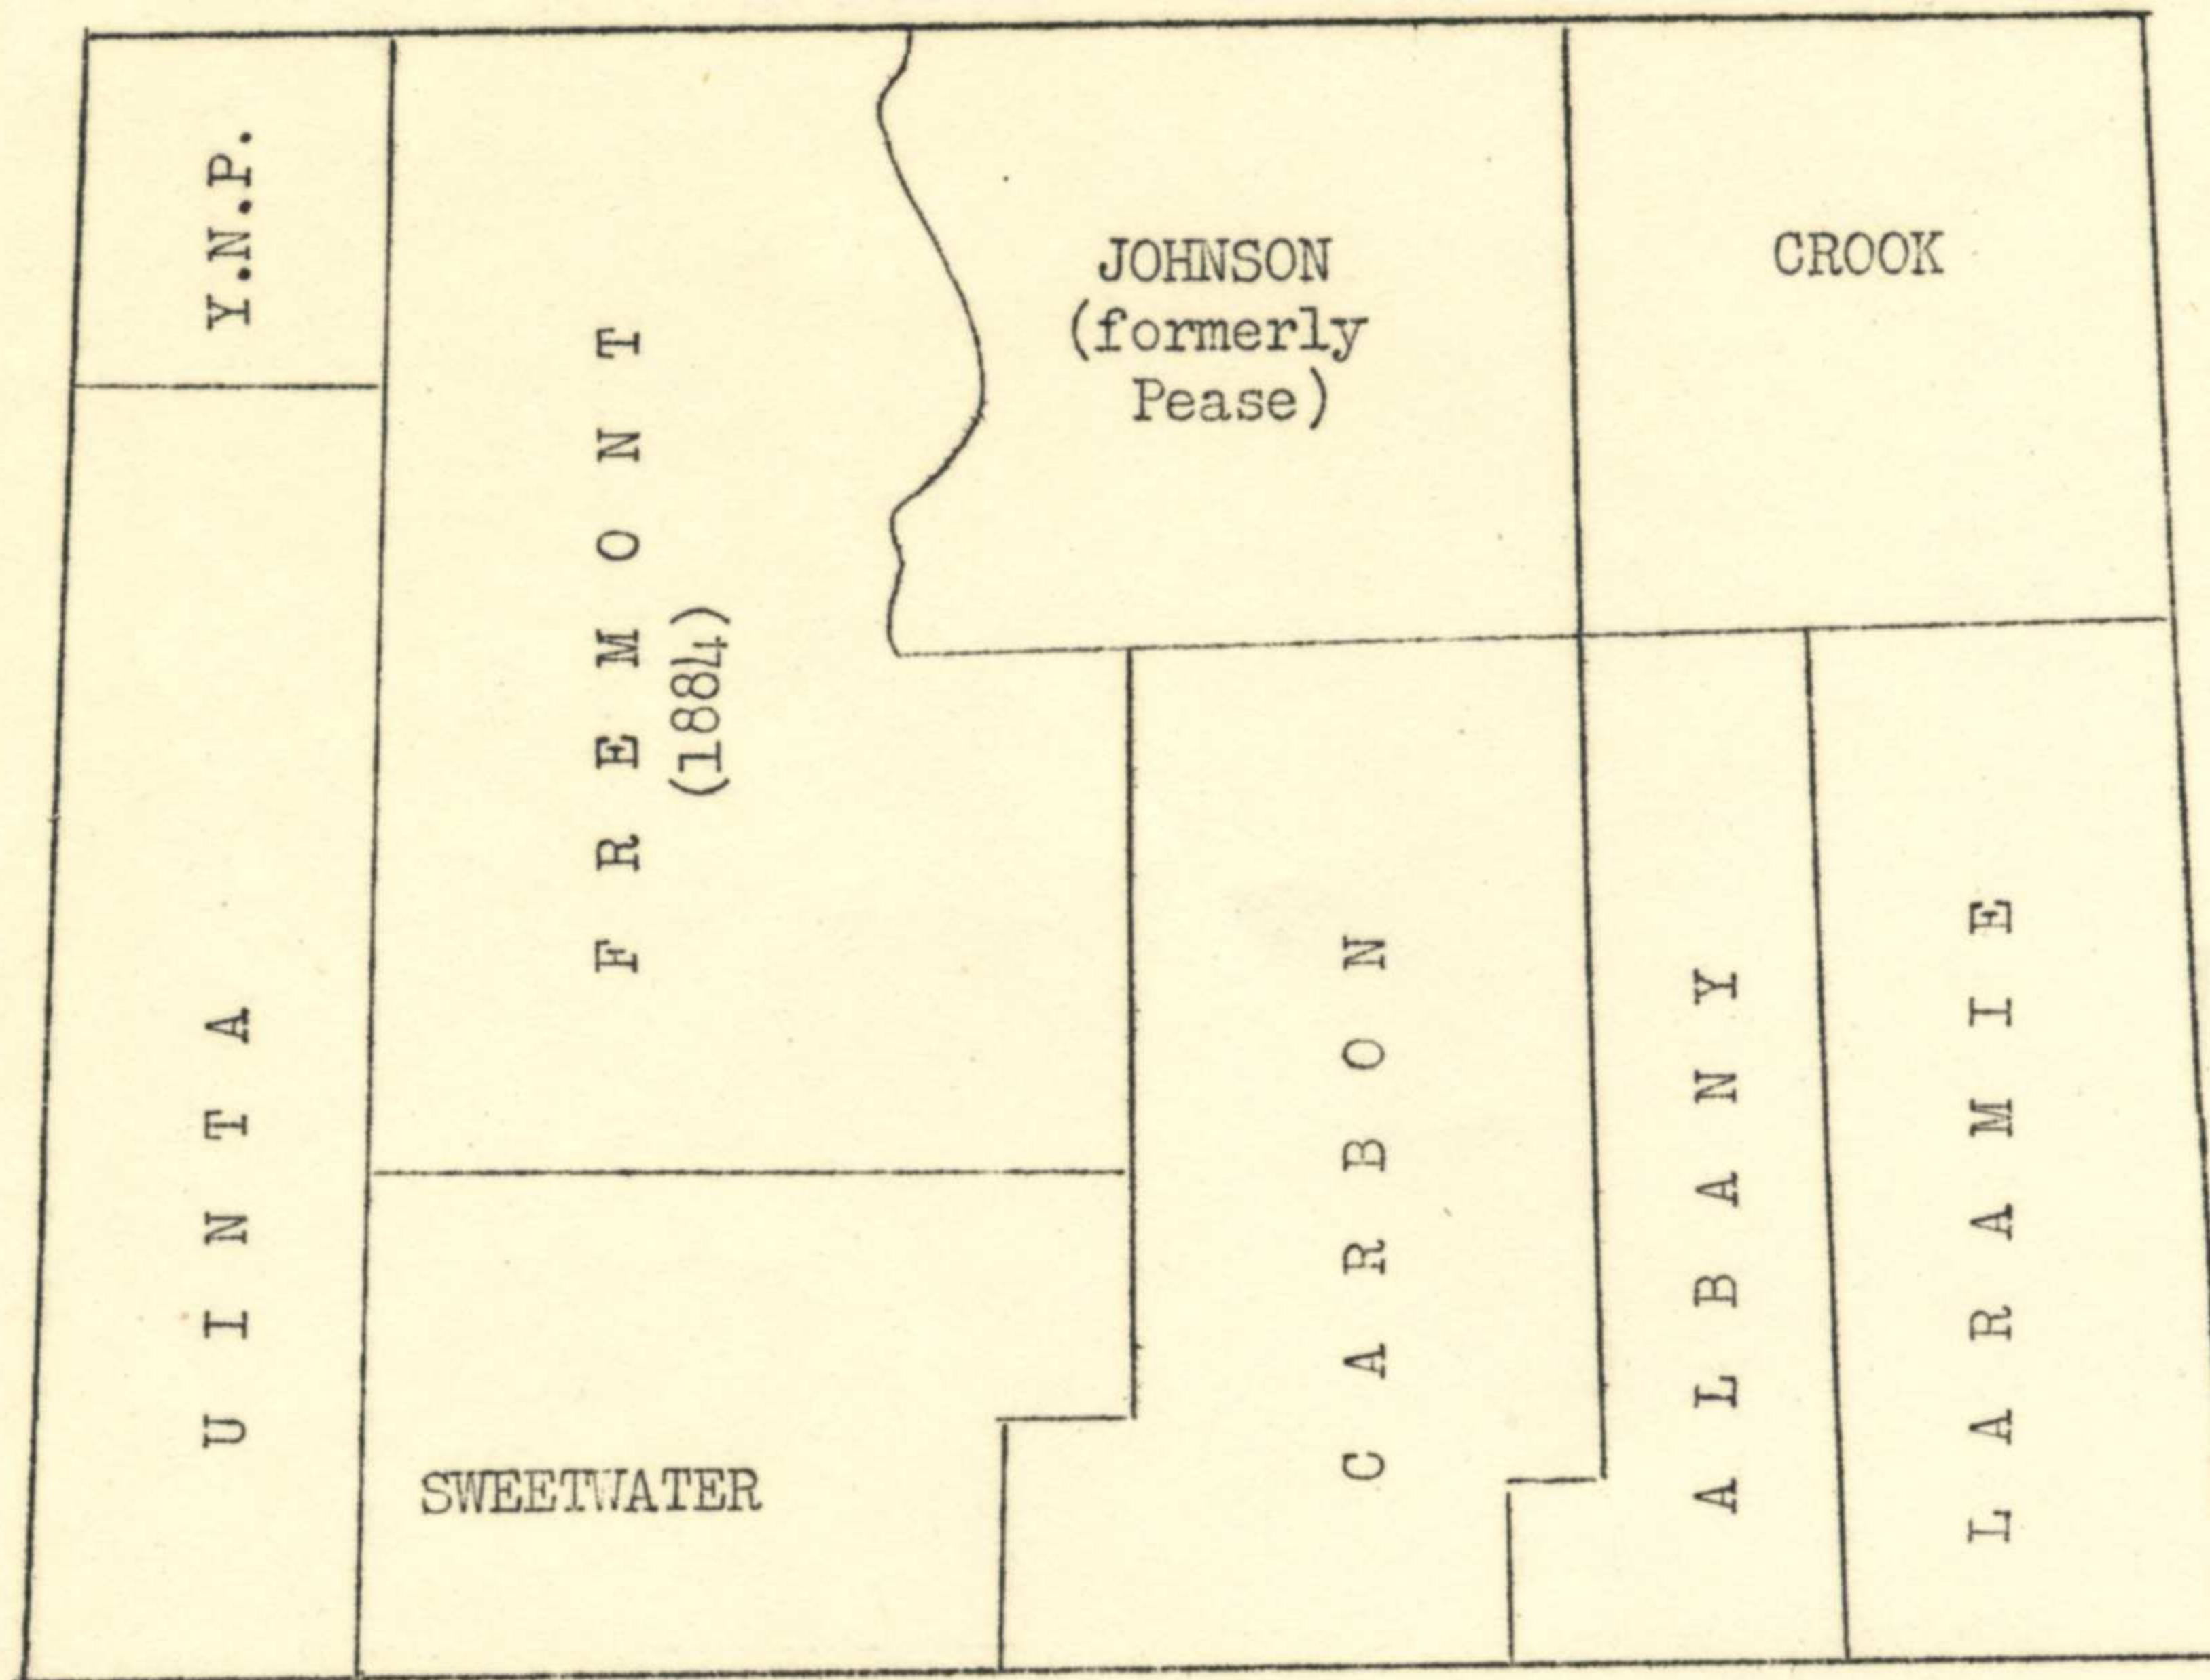 Y.N.P.
UINTA
FREMONT
(1884)
JOHNSON
(formerly
Pease)
CROOK
SWEETWATER
CARBON
ALBANY
LARAMIE